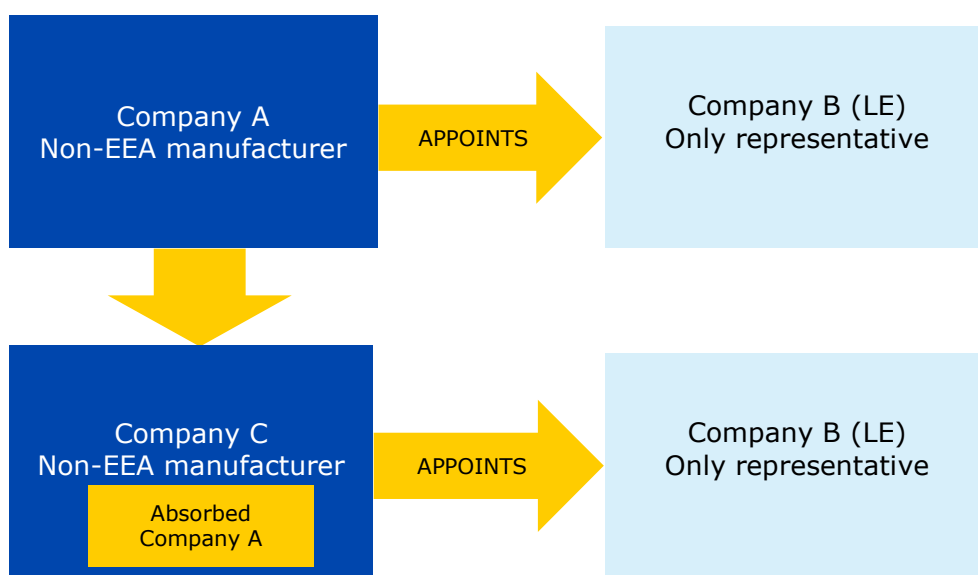 Company A
Non-EEA manufacturer
APPOINTS
Company B (LE)
Only representative
Company C
Non-EEA manufacturer
Absorbed
Company A
APPOINTS
Company B (LE)
Only representative